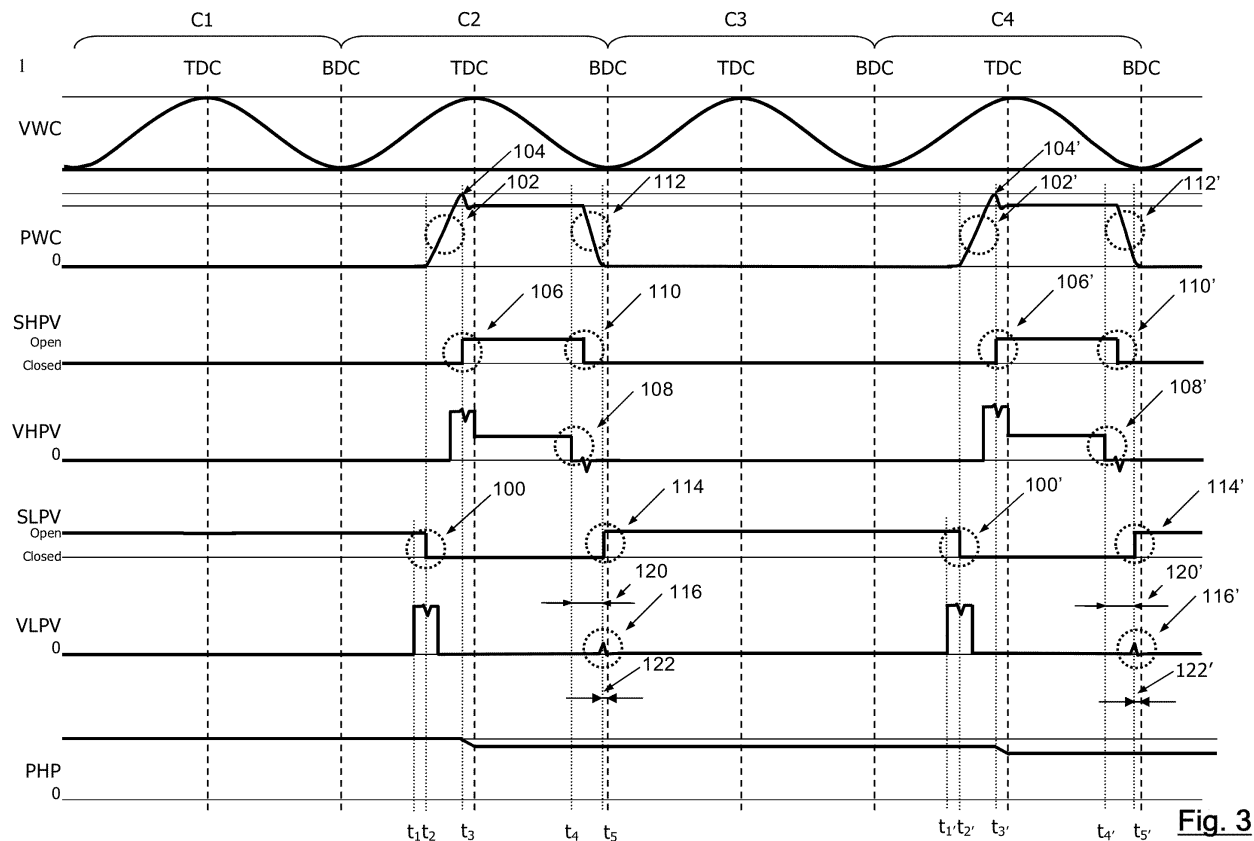 C1 C2 C3 C4
1 TDC BDC TDC BDC TDC BDC TDC BDC
VWC
104 104’
102 112 102’ 112’
PWC
0
106 110 106’ 110’
SHPV
Open
Closed
108 108’
VHPV
0
100 114 100’ 114’
SLPV
Open
Closed
120 116 120’ 116’
VLPV
0
122 122′
PHP
0
t1 t2 t3 t4 t5 t1′ t2′ t3′ t4′ t5′
Fig. 3